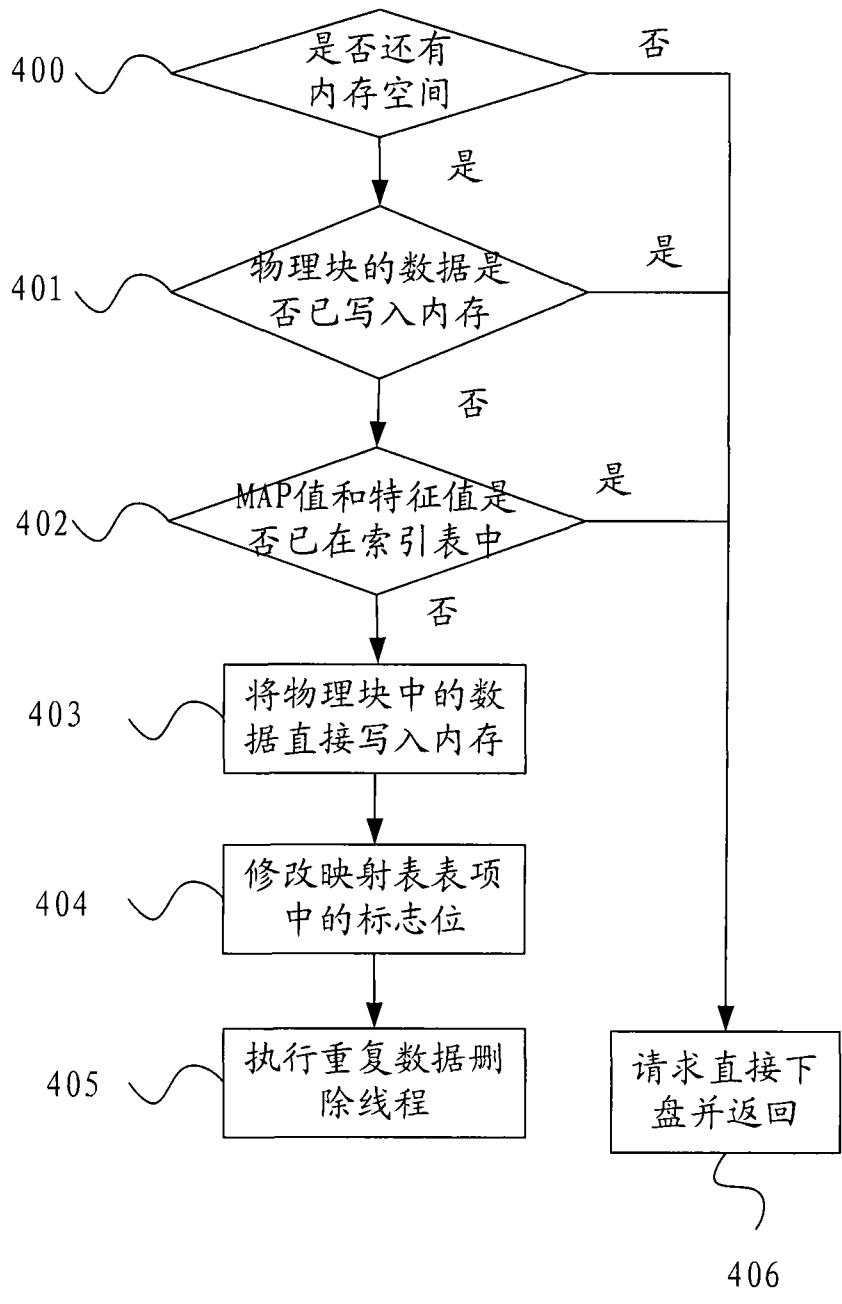 是否还有
内存空间
否
400
是
物理块的数据是
否已写入内存
是
401
否
MAP值和特征值是
否已在索引表中
是
402
否
将物理块中的数
据直接写入内存
403
修改映射表表项
中的标志位
404
执行重复数据删
除线程
405
请求直接下
盘并返回
406